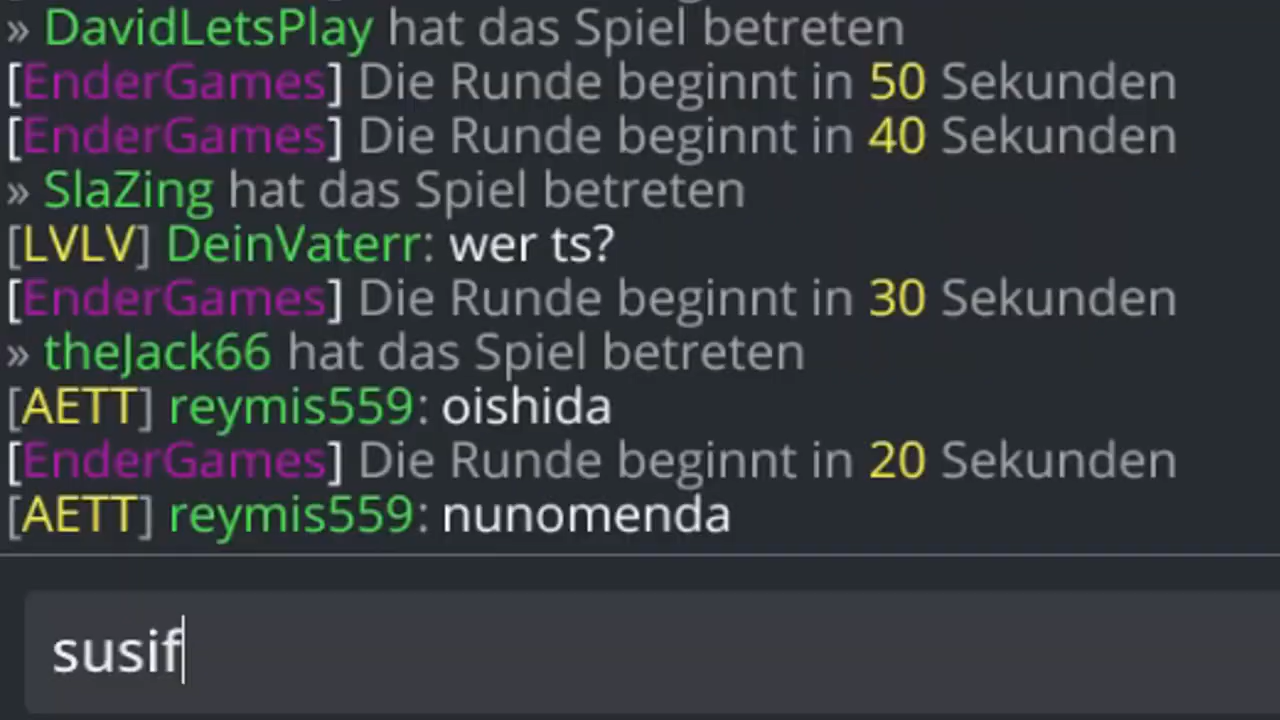 » DavidLetsPlay hat das Spiel betreten
[EnderGames] Die Runde beginnt in 50 Sekunden
[EnderGames] Die Runde beginnt in 40 Sekunden
» SlaZing hat das Spiel betreten
[LVLV] DeinVaterr: wer ts?
[EnderGames] Die Runde beginnt in 30 Sekunden
» theJack66 hat das Spiel betreten
[AETT] reymis559: oishida
[EnderGames] Die Runde beginnt in 20 Sekunden
[AETT] reymis559: nunomenda
susif